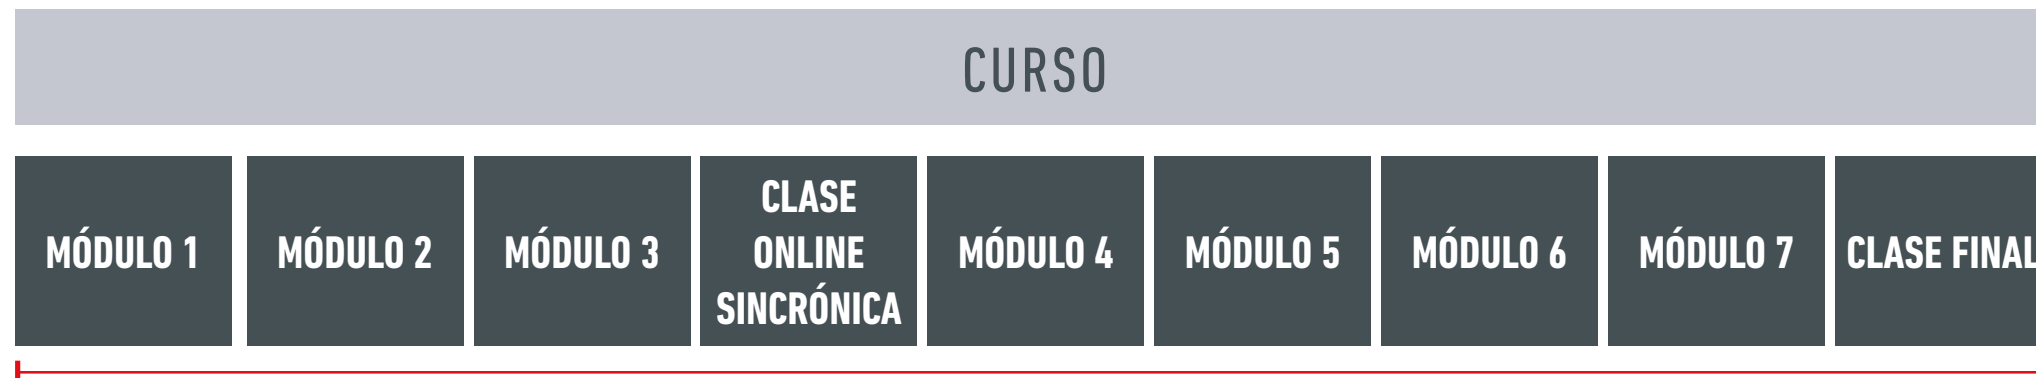 CURSO
MÓDULO 1
MÓDULO 2
MÓDULO 3
CLASE
ONLINE
SINCRÓNICA
MÓDULO 4
MÓDULO 5
MÓDULO 6
MÓDULO 7
CLASE FINAL